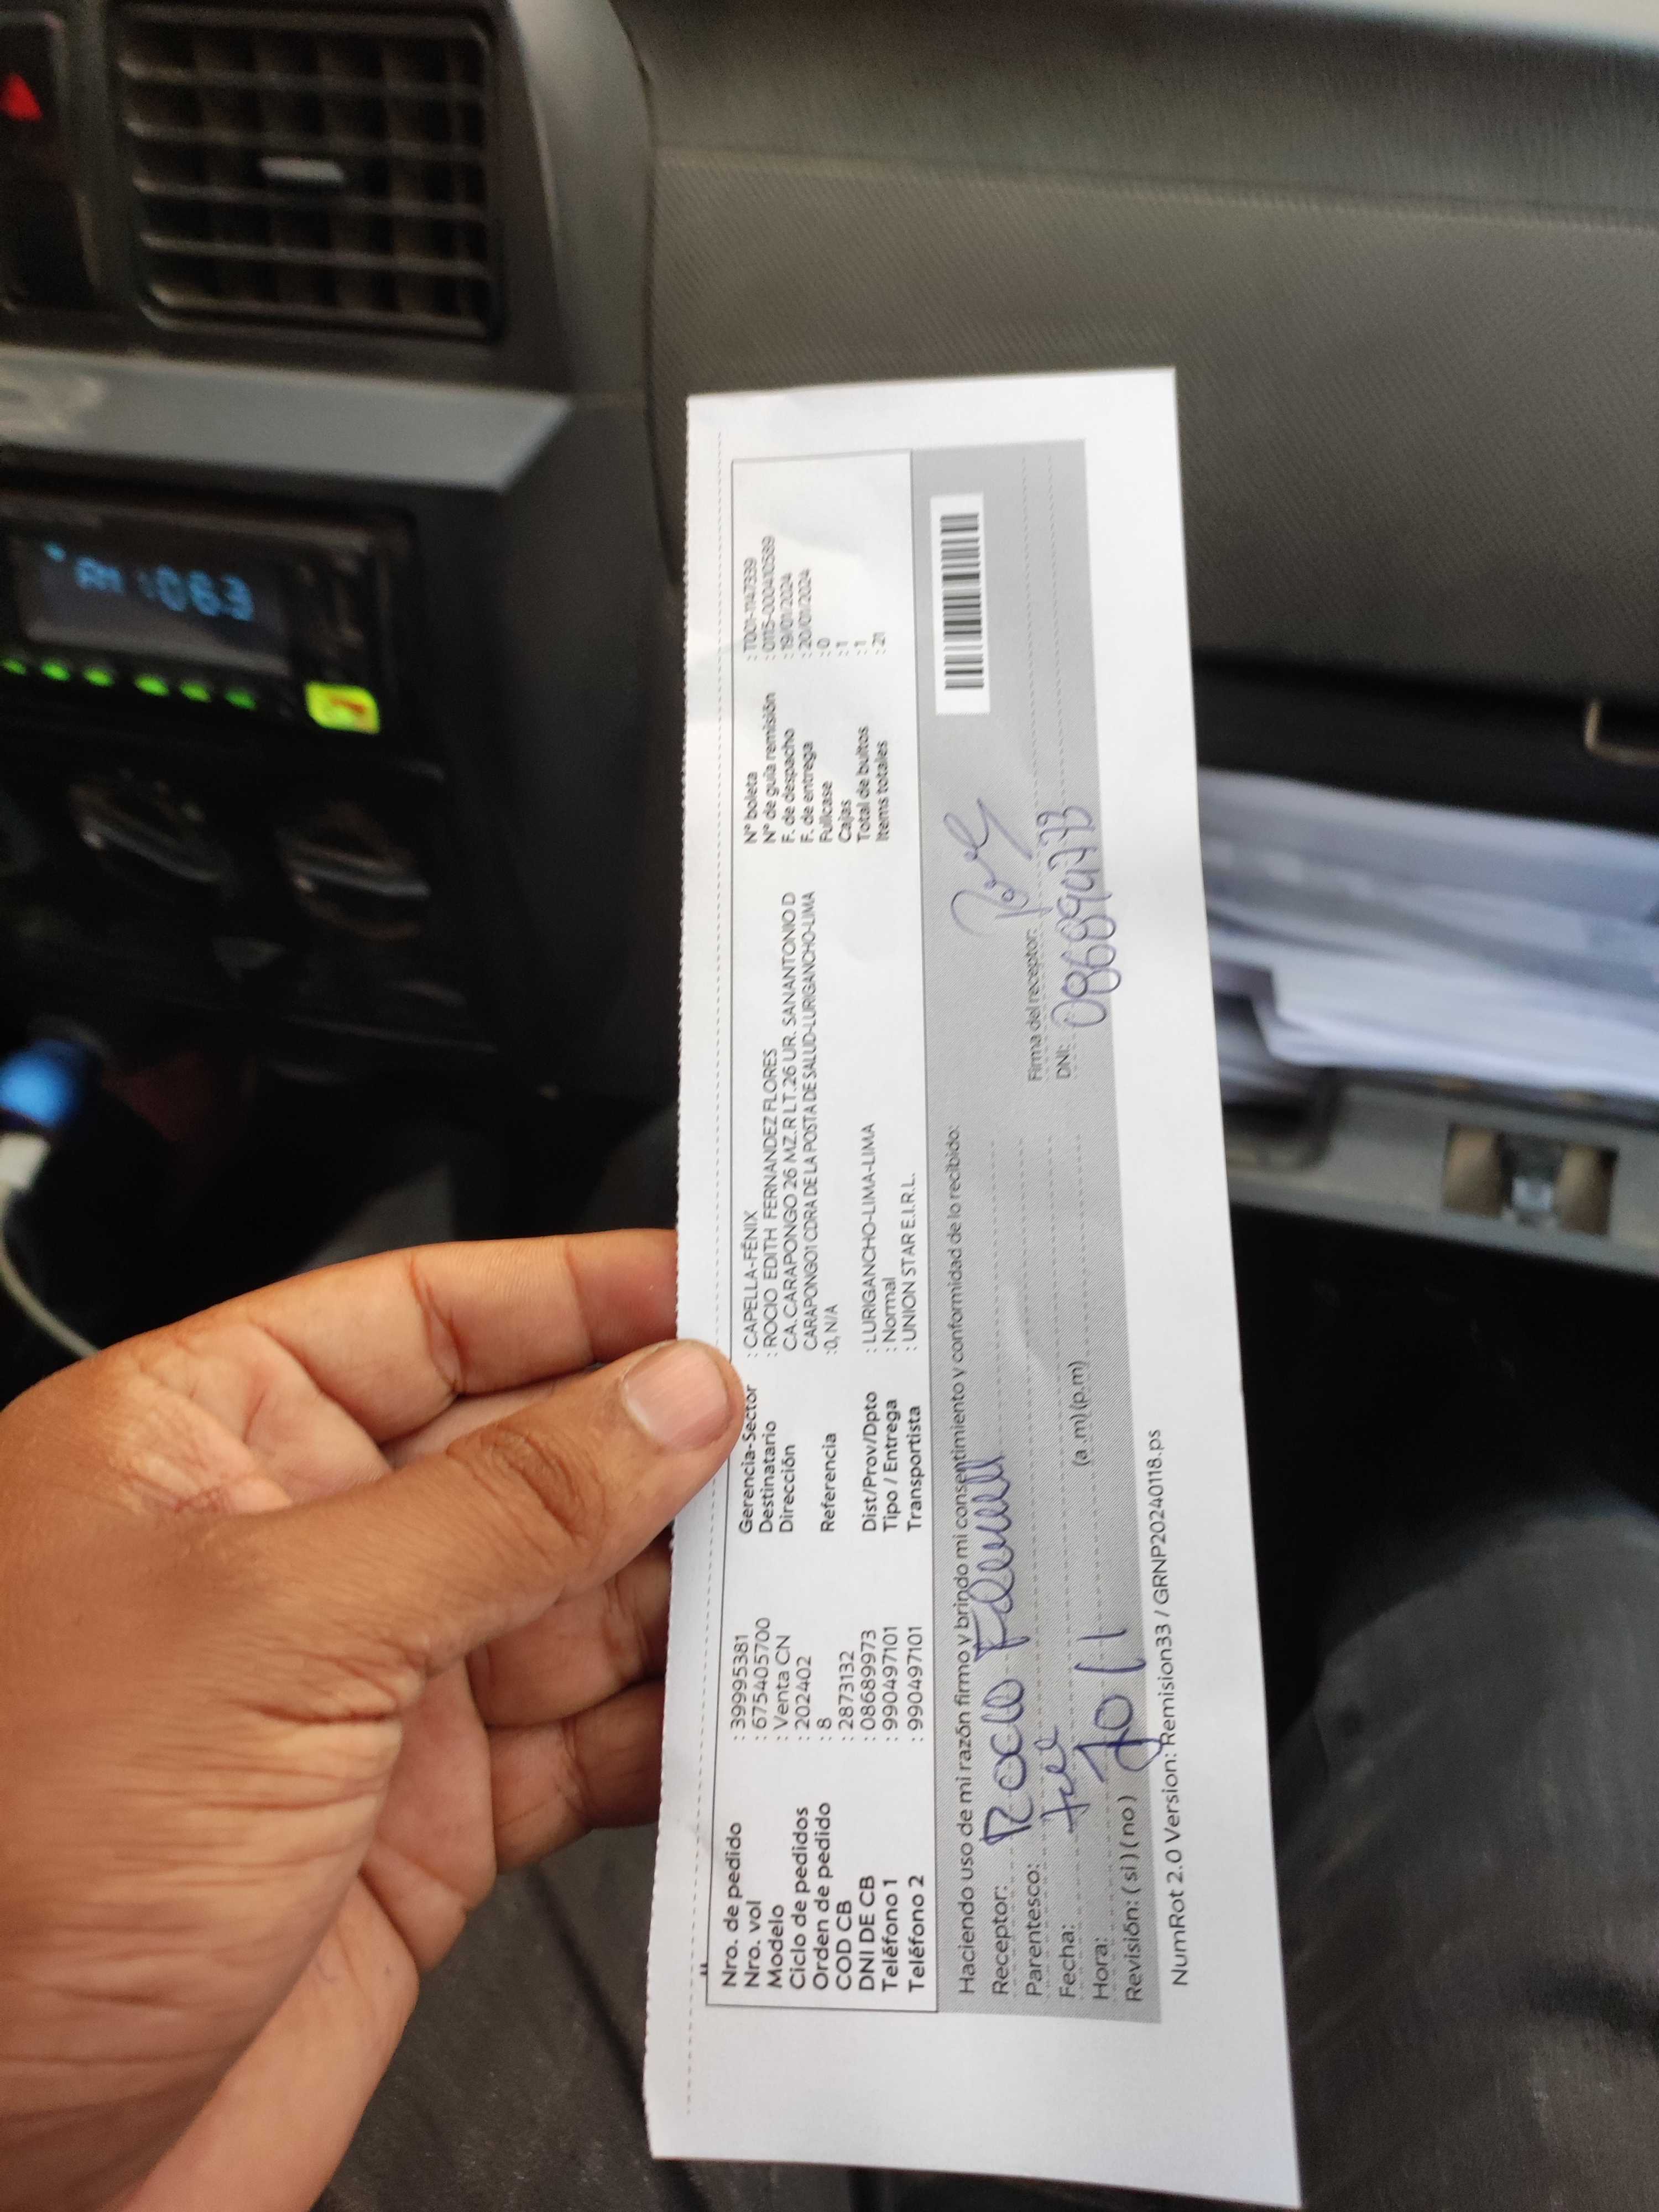 Nro. de pedido : 39995381
Nro. vol : 675405700
Modelo : Venta CN
Ciclo de pedidos : 202402
Orden de pedido : 8
COD CB : 2873132
DNI DE CB : 08689973
Teléfono 1 : 990497101
Teléfono 2 : 990497101
Gerencia-Sector : CAPELLA-FÉNIX
Destinatario : ROCIO EDITH FERNANDEZ FLORES
Dirección CA.CARAPONGO 26 MZ.R LT.26 UR. SANANTONIO D
CARAPONGO1 CDRA DE LA POSTA DE SALUD-LURIGANCHO-LIMA
Referencia :0, N/A
Dist/Prov/Dpto : LURIGANCHO-LIMA-LIMA
Tipo / Entrega : Normal
Transportista : UNION STAR E.I.R.L.
N° boleta : T001-1147339
N° de guía remisión : 0115-0004410589
F. de despacho : 19/01/2024
F. de entrega : 20/01/2024
Fullcase : 0
Cajas : 1
Total de bultos : 1
Items totales : 21
Haciendo uso de mi razón firmo y brindo mi consentimiento y conformidad de lo recibido:
Receptor: Rocio
Parentesco:
Fecha:
Hora: (a .m) (p.m)
Revisión: ( si ) ( no )
Firma del receptor:
DNI: 08689973
NumRot 2.0 Version: Remision33 / GRNP20240118.ps